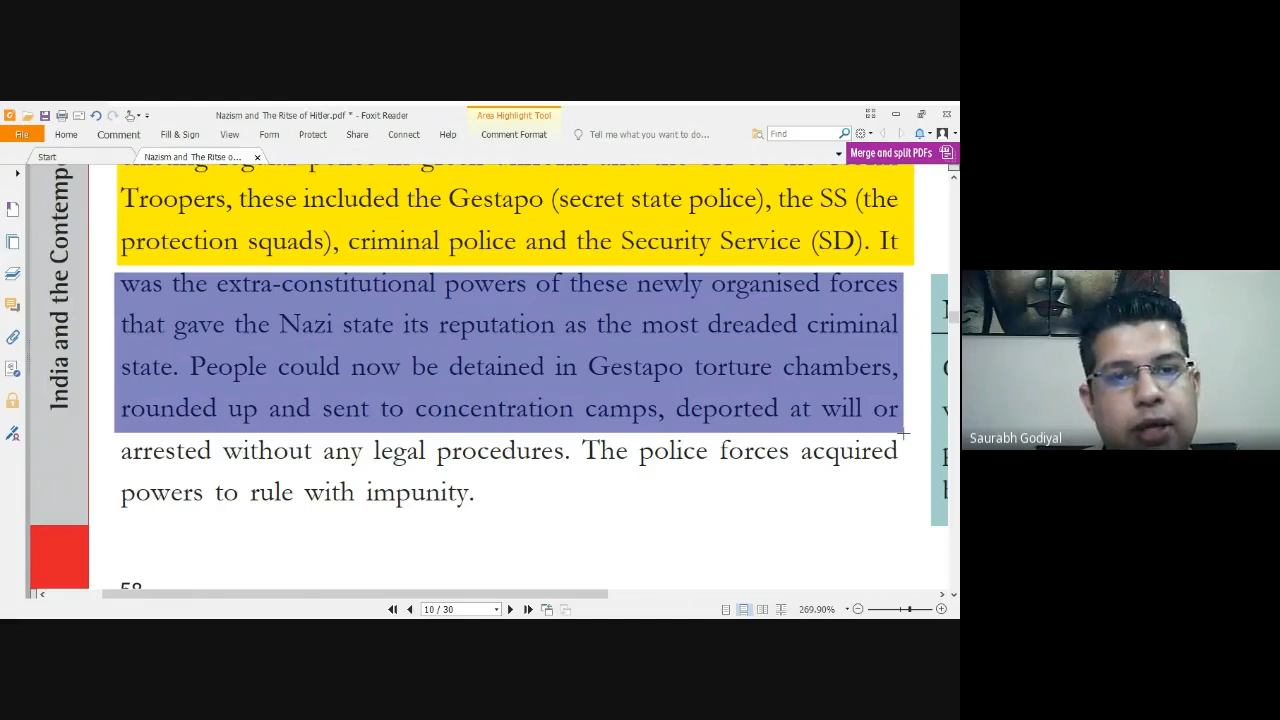 Nazism and The Ritse of Hitler.pdf * - Foxit Reader
Area Highlight Tool
File
Home
Comment
Fill & Sign
View
Form
Protect
Share
Connect
Help
Comment Format
Tell me what you want to do...
Find
Start
Nazism and The Ritse o...
Merge and split PDFs
India and the Contemp
Troopers, these included the Gestapo (secret state police), the SS (the
protection squads), criminal police and the Security Service (SD). It
was the extra-constitutional powers of these newly organised forces
that gave the Nazi state its reputation as the most dreaded criminal
state. People could now be detained in Gestapo torture chambers,
rounded up and sent to concentration camps, deported at will or
arrested without any legal procedures. The police forces acquired
powers to rule with impunity.
58
10 / 30
269.90%
Saurabh Godiyal